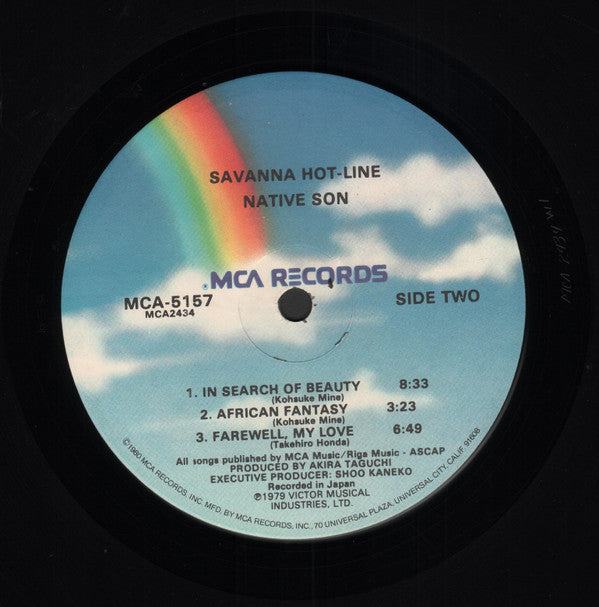 SAVANNA HOT-LINE
NATIVE SON
MCA RECORDS
MCA-5157
MCA2434
SIDE TWO
1. IN SEARCH OF BEAUTY 8:33
(Kohsuke Mine)
2. AFRICAN FANTASY 3:23
(Kohsuke Mine)
3. FAREWELL, MY LOVE 6:49
(Takehiro Honda)
All songs published by MCA Music/Riga Music - ASCAP
PRODUCED BY AKIRA TAGUCHI
EXECUTIVE PRODUCER: SHOO KANEKO
Recorded in Japan
℗1979 VICTOR MUSICAL
INDUSTRIES, LTD.
©1980 MCA RECORDS, INC. MFD. BY MCA RECORDS, INC., 70 UNIVERSAL PLAZA, UNIVERSAL CITY, CALIF. 91608
MCA 2434 W1